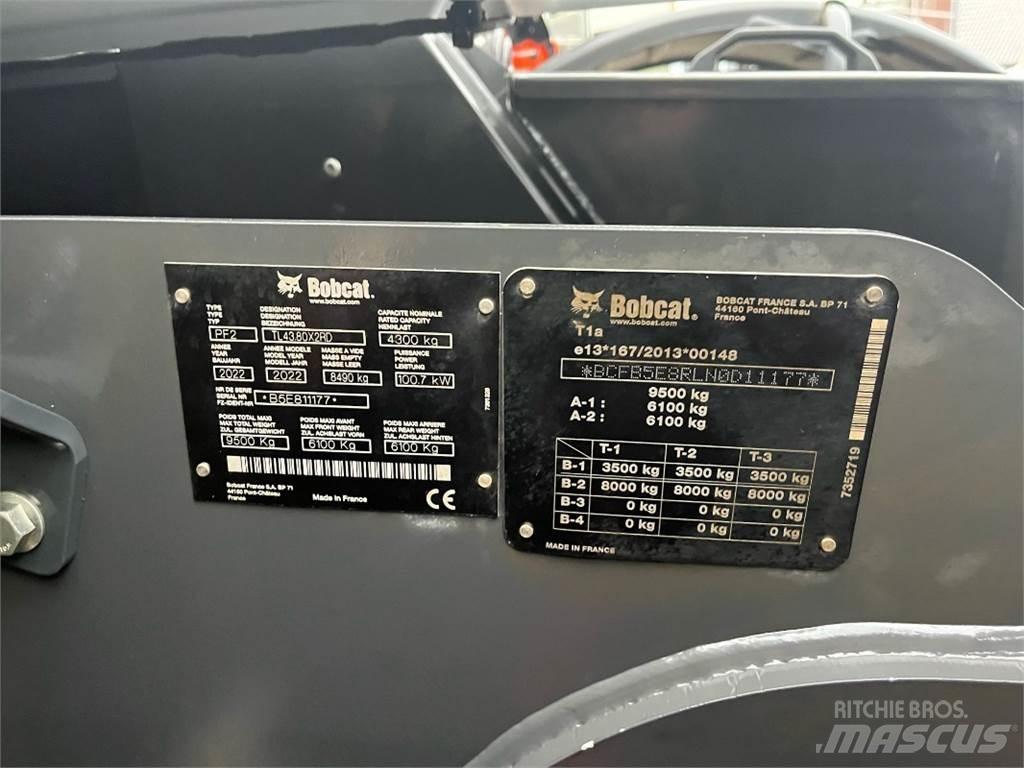 Bobcat.
www.bobcat.com
TYPE DESIGNATION CAPACITE NOMINALE
TYPE DESIGNATION RATED CAPACITY
TYP BEZEICHNUNG NENNLAST
PF2 TL43.80X2RD 4300 kg
ANNEE ANNEE MODELE MASSE A VIDE PUISSANCE
YEAR YEAR MODEL MASS EMPTY POWER
BAUJAHR MODELL JAHR MASSE LEER LEISTUNG
2022 2022 8490 kg 100.7 kW
NR DE SERIE
SERIAL NR
FZ-IDENT-NR
*B5E811177*
POIDS TOTAL MAXI POIDS MAXI AVANT POIDS MAXI ARRIERE
MAX TOTAL WEIGHT MAX FRONT WEIGHT MAX REAR WEIGHT
ZUL. GESAMTGEWICHT ZUL. ACHSLAST VORN ZUL. ACHSLAST HINTEN
9500 Kg 6100 Kg 6100 Kg
Bobcat France S.A. BP 71
44160 Pont-Château
France
Made in France
CE
Bobcat.
www.bobcat.com
BOBCAT FRANCE S.A. BP 71
44160 Pont-Château
France
T1a
e13*167/2013*00148
*BCFB5E8RLN0D11177*
9500 kg
A-1 : 6100 kg
A-2 : 6100 kg
T-1 T-2 T-3
B-1 3500 kg 3500 kg 3500 kg
B-2 8000 kg 8000 kg 8000 kg
B-3 0 kg 0 kg 0 kg
B-4 0 kg 0 kg 0 kg
MADE IN FRANCE
7352719
RITCHIE BROS.
MASCUS